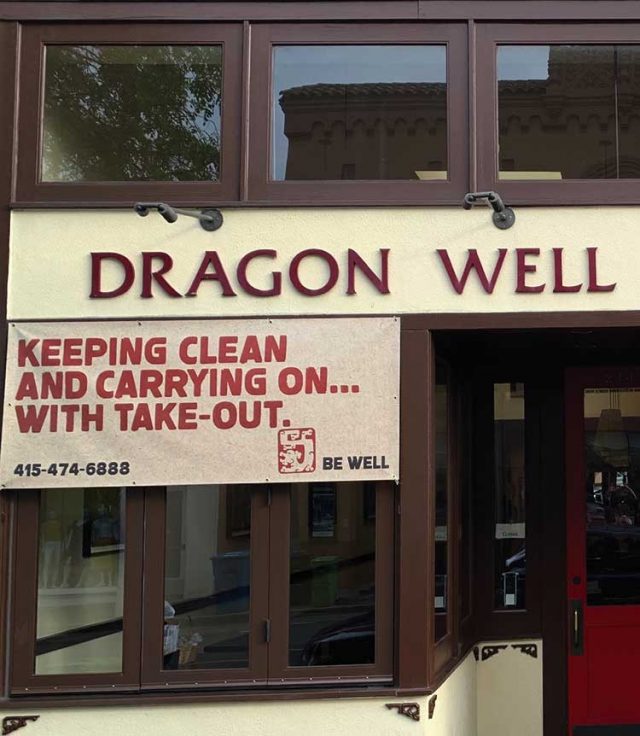 DRAGON WELL
KEEPING CLEAN
AND CARRYING ON...
WITH TAKE-OUT.
415-474-6888
BE WELL